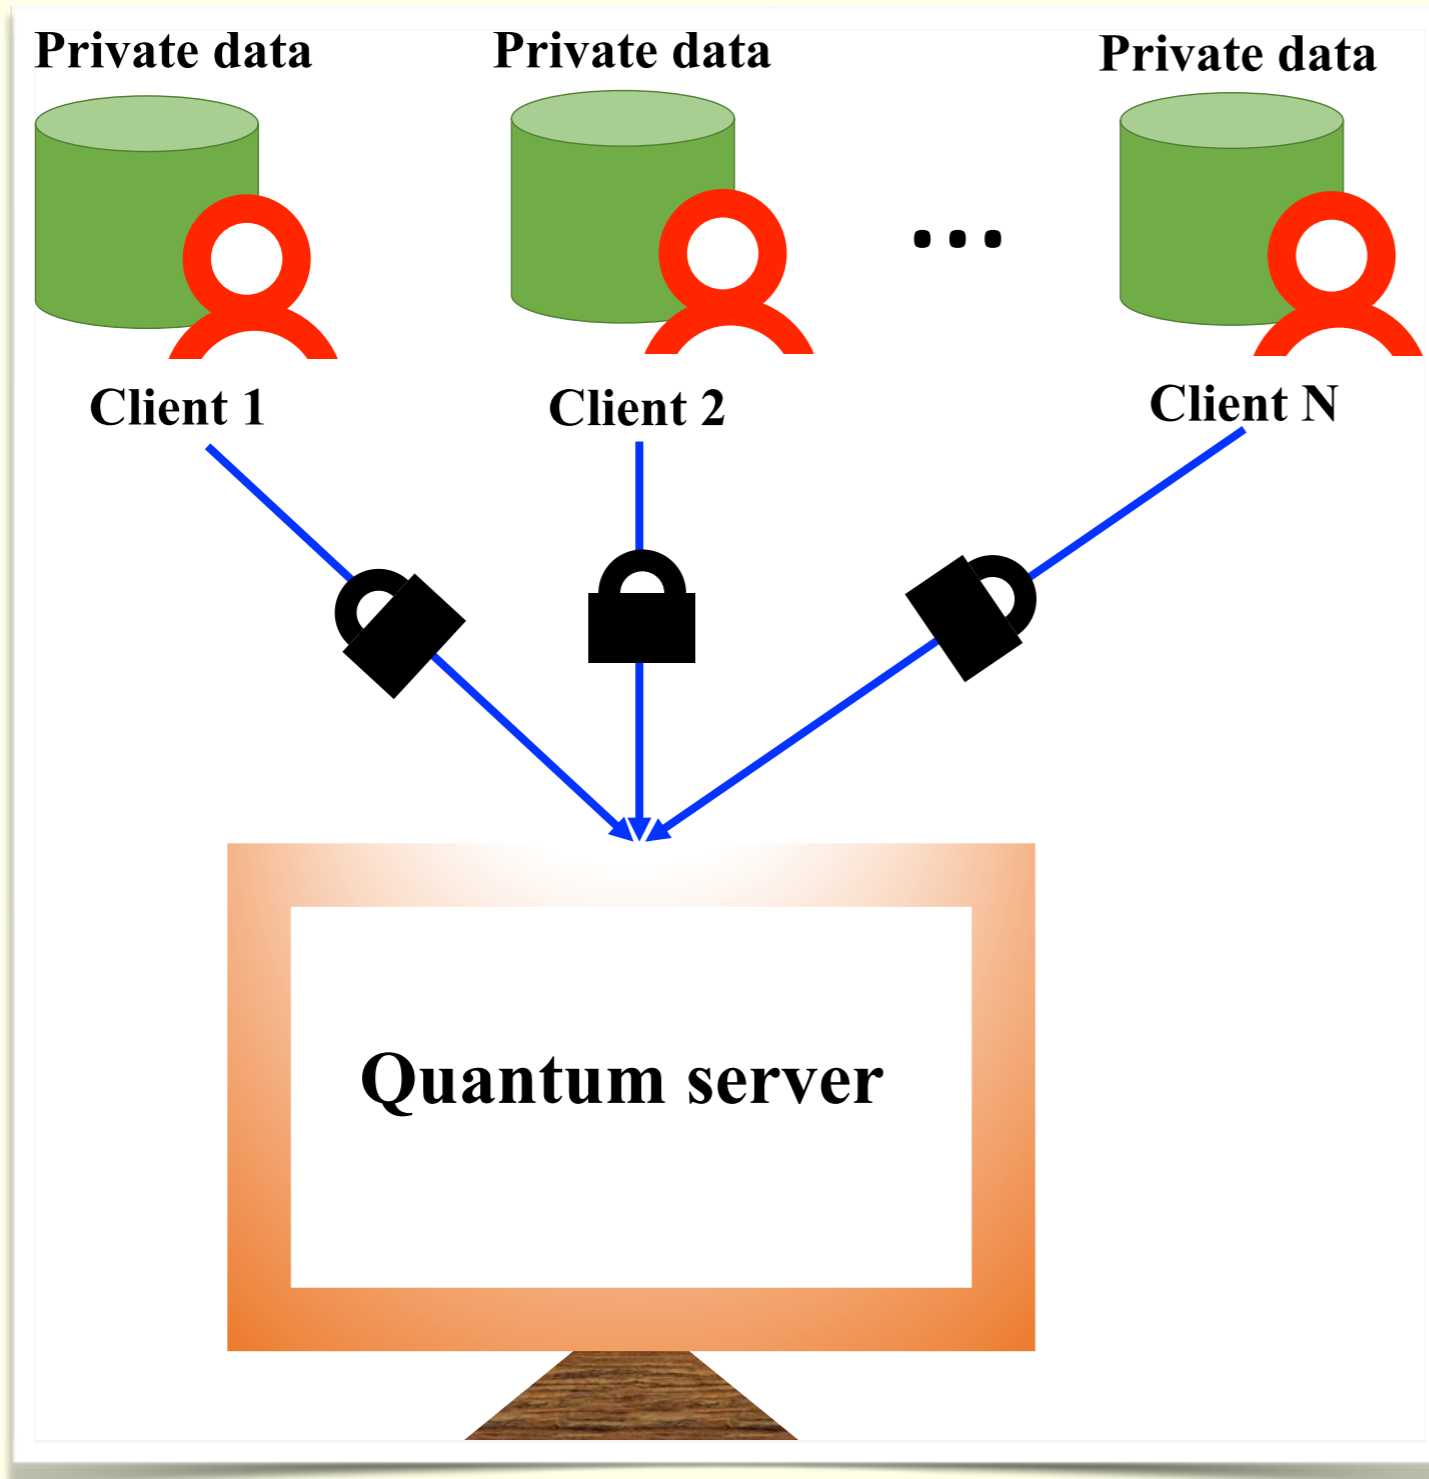 Private data
Private data
Private data
...
Client 1
Client 2
Client N
Quantum server